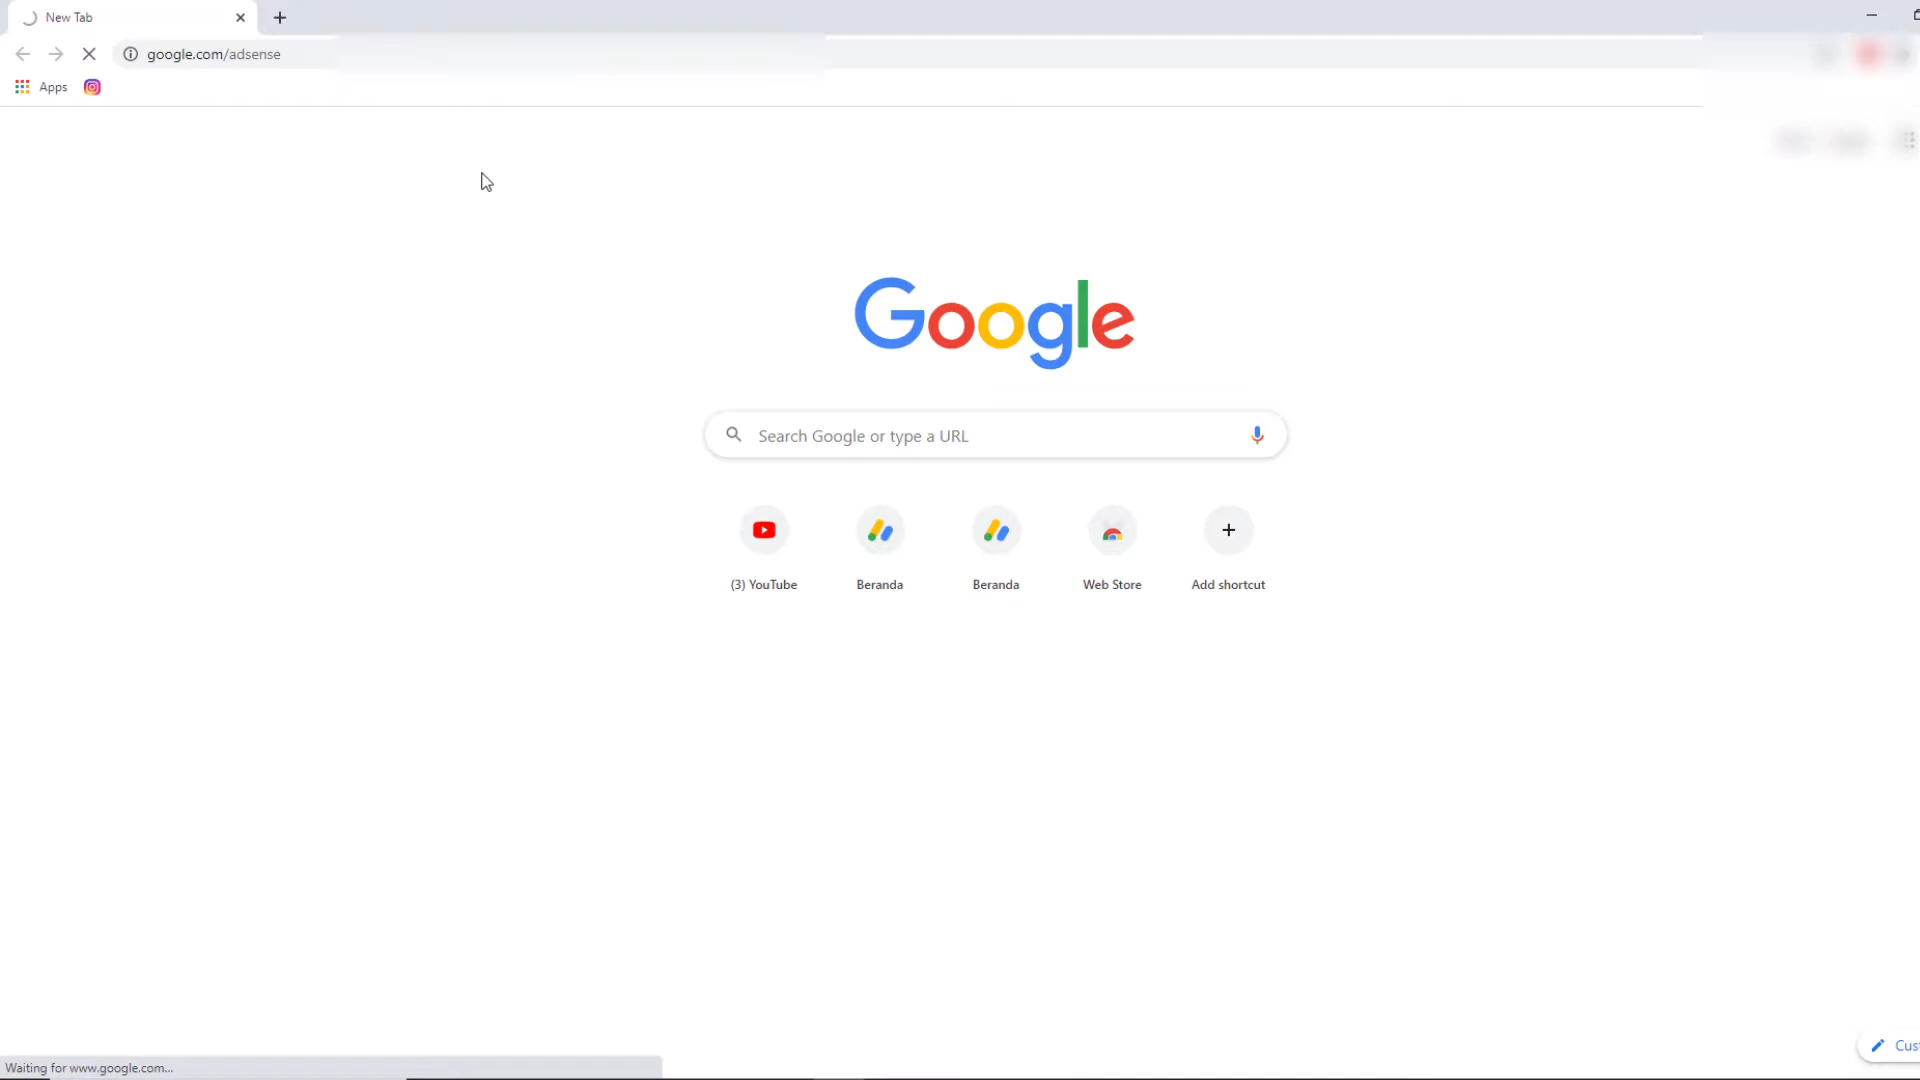 New Tab
google.com/adsense
Apps
Google
Search Google or type a URL
(3) YouTube
Beranda
Beranda
Web Store
Add shortcut
Cus
Waiting for www.google.com...